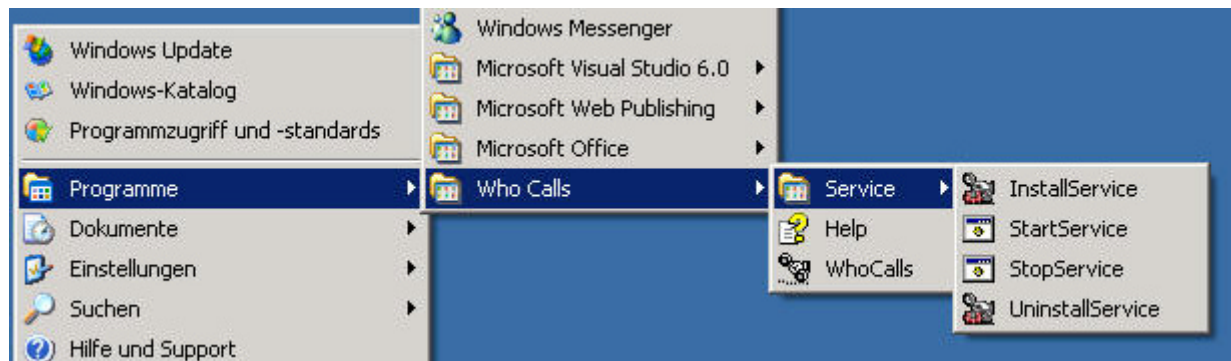 Windows Update
Windows-Katalog
Programmzugriff und -standards
Programme
Dokumente
Einstellungen
Suchen
Hilfe und Support
Windows Messenger
Microsoft Visual Studio 6.0
Microsoft Web Publishing
Microsoft Office
Who Calls
Service
Help
WhoCalls
InstallService
StartService
StopService
UninstallService